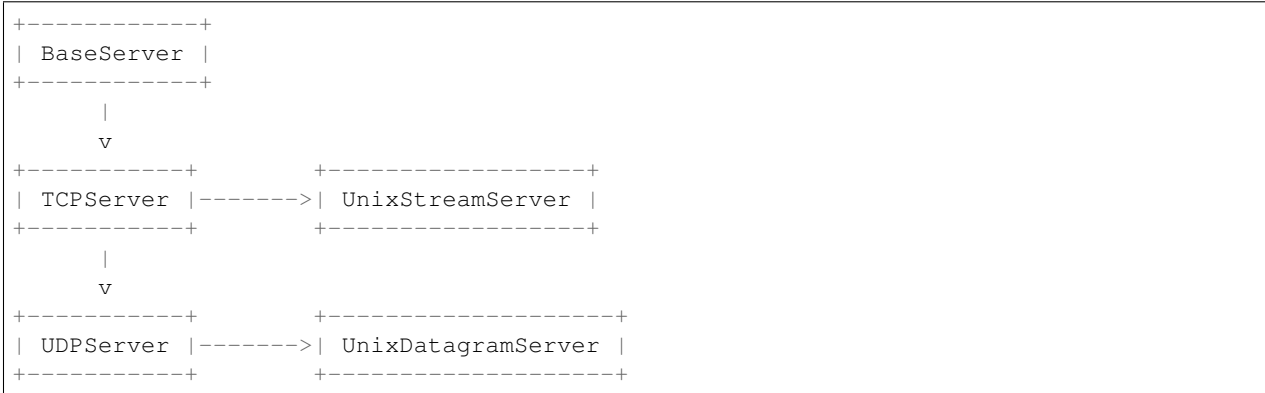 +------------+
| BaseServer |
+------------+
      |
      v
+-----------+        +------------------+
| TCPServer |------->| UnixStreamServer |
+-----------+        +------------------+
      |
      v
+-----------+        +--------------------+
| UDPServer |------->| UnixDatagramServer |
+-----------+        +--------------------+